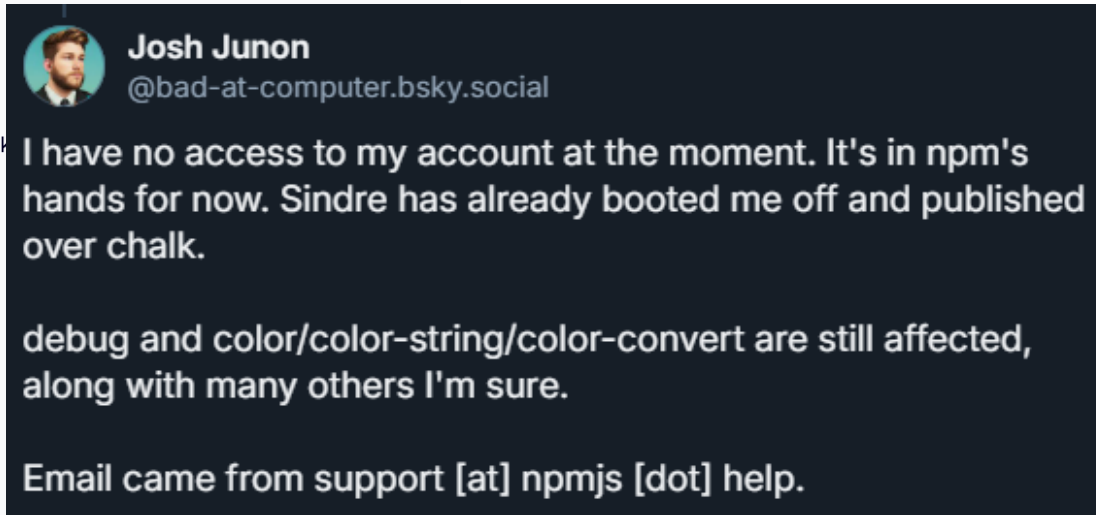 Josh Junon
@bad-at-computer.bsky.social
I have no access to my account at the moment. It's in npm's
hands for now. Sindre has already booted me off and published
over chalk.
debug and color/color-string/color-convert are still affected,
along with many others I'm sure.
Email came from support [at] npmjs [dot] help.